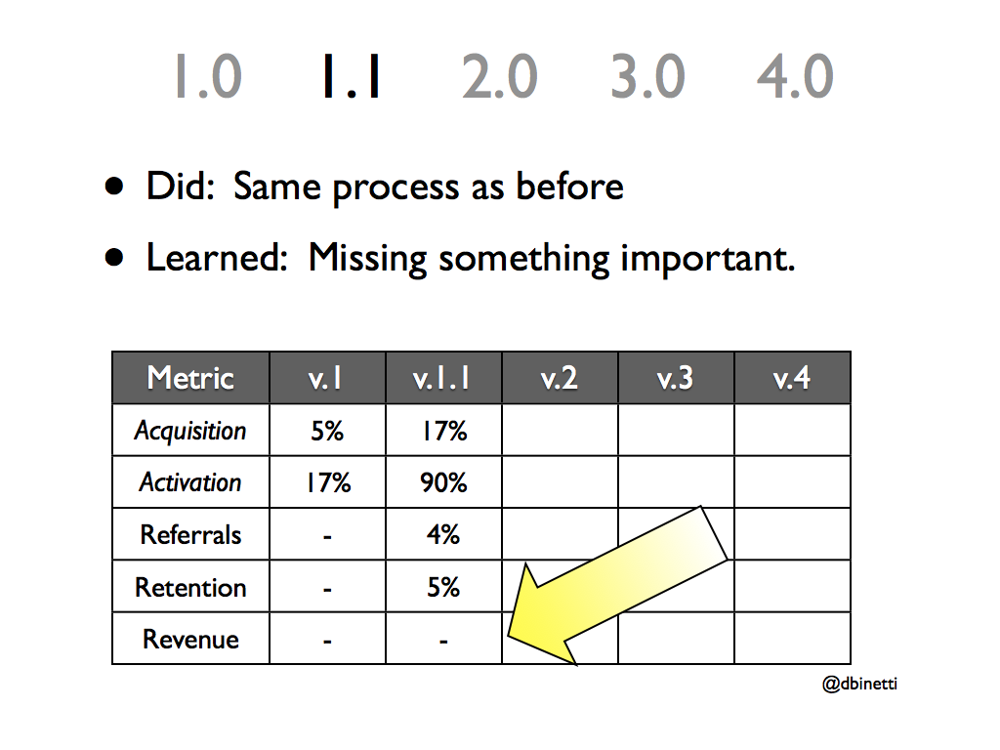 1.0 1.1 2.0 3.0 4.0
• Did: Same process as before
• Learned: Missing something important.
Metric v.1 v.1.1 v.2 v.3 v.4
Acquisition 5% 17%
Activation 17% 90%
Referrals - 4%
Retention - 5%
Revenue - -
@dbinetti